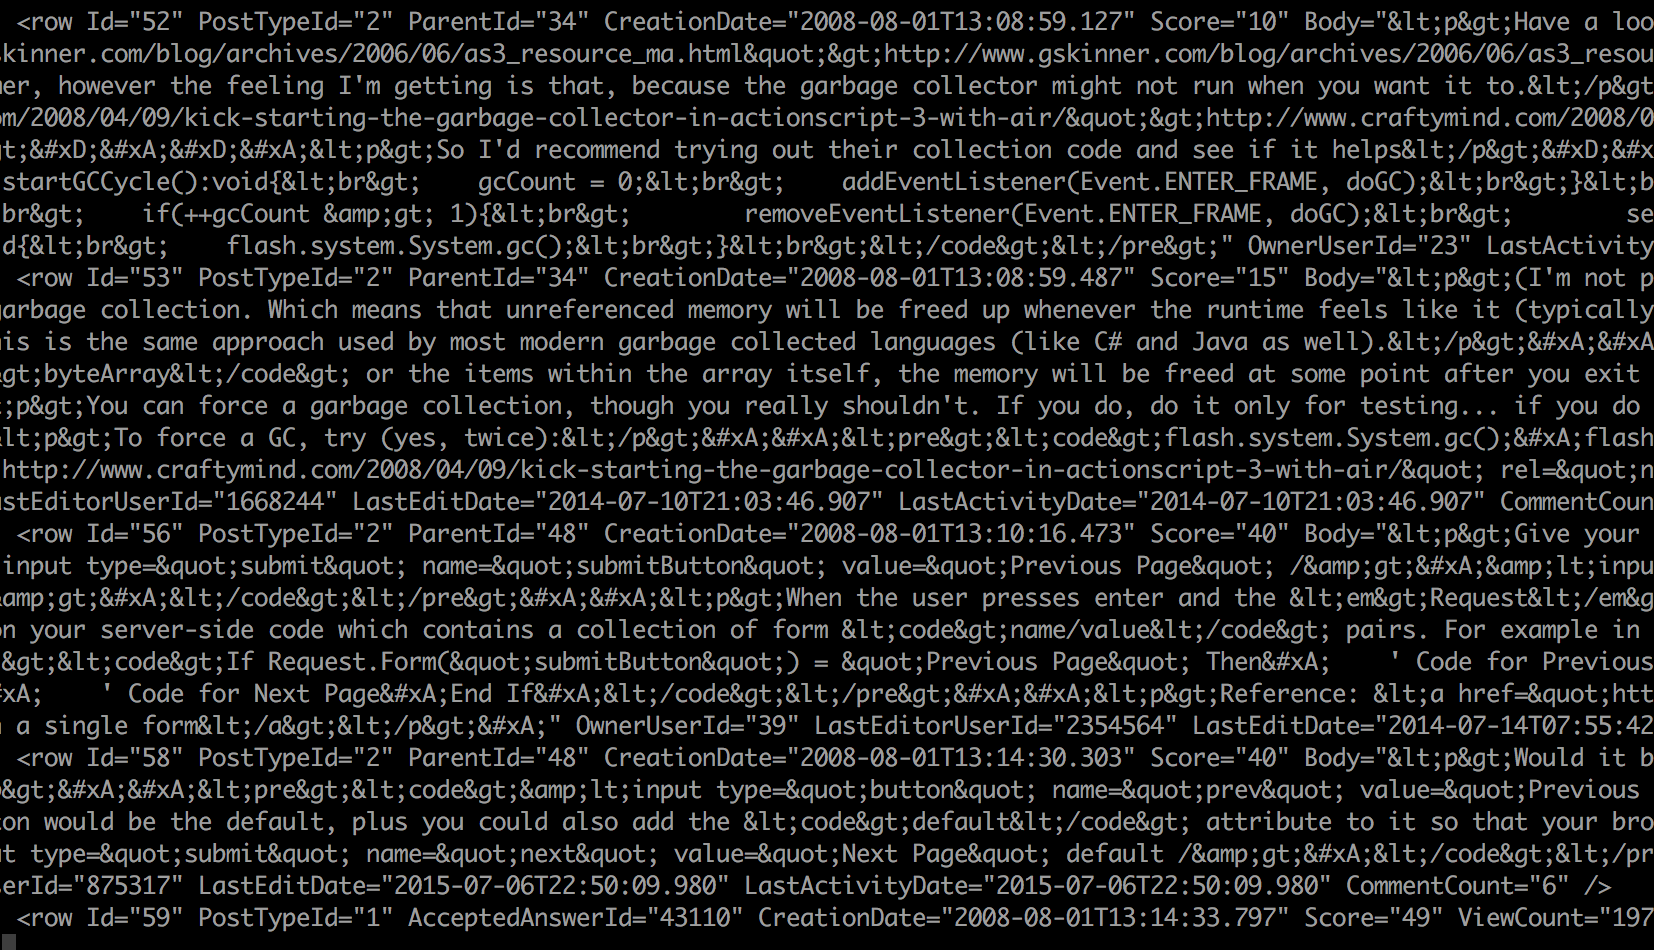 <row Id="52" PostTypeId="2" ParentId="34" CreationDate="2008-08-01T13:08:59.127" Score="10" Body="&lt;p&gt;Have a loo
skinner.com/blog/archives/2006/06/as3_resource_ma.html&quot;&gt;http://www.gskinner.com/blog/archives/2006/06/as3_resou
er, however the feeling I'm getting is that, because the garbage collector might not run when you want it to.&lt;/p&gt
m/2008/04/09/kick-starting-the-garbage-collector-in-actionscript-3-with-air/&quot;&gt;http://www.craftymind.com/2008/0
t;&#xD;&#xA;&#xD;&#xA;&lt;p&gt;So I'd recommend trying out their collection code and see if it helps&lt;/p&gt;&#xD;&#x
startGCCycle():void{&lt;br&gt;    gcCount = 0;&lt;br&gt;    addEventListener(Event.ENTER_FRAME, doGC);&lt;br&gt;}&lt;b
br&gt;    if(++gcCount &amp;gt; 1){&lt;br&gt;        removeEventListener(Event.ENTER_FRAME, doGC);&lt;br&gt;        se
d{&lt;br&gt;    flash.system.System.gc();&lt;br&gt;}&lt;br&gt;&lt;/code&gt;&lt;/pre&gt;" OwnerUserId="23" LastActivity
<row Id="53" PostTypeId="2" ParentId="34" CreationDate="2008-08-01T13:08:59.487" Score="15" Body="&lt;p&gt;(I'm not p
garbage collection. Which means that unreferenced memory will be freed up whenever the runtime feels like it (typically
his is the same approach used by most modern garbage collected languages (like C# and Java as well).&lt;/p&gt;&#xA;&#xA
&gt;byteArray&lt;/code&gt; or the items within the array itself, the memory will be freed at some point after you exit
;p&gt;You can force a garbage collection, though you really shouldn't. If you do, do it only for testing... if you do
lt;p&gt;To force a GC, try (yes, twice):&lt;/p&gt;&#xA;&#xA;&lt;pre&gt;&lt;code&gt;flash.system.System.gc();&#xA;flash
http://www.craftymind.com/2008/04/09/kick-starting-the-garbage-collector-in-actionscript-3-with-air/&quot; rel=&quot;n
astEditorUserId="1668244" LastEditDate="2014-07-10T21:03:46.907" LastActivityDate="2014-07-10T21:03:46.907" CommentCoun
<row Id="56" PostTypeId="2" ParentId="48" CreationDate="2008-08-01T13:10:16.473" Score="40" Body="&lt;p&gt;Give your
input type=&quot;submit&quot; name=&quot;submitButton&quot; value=&quot;Previous Page&quot; /&amp;gt;&#xA;&amp;lt;inpu
amp;gt;&#xA;&lt;/code&gt;&lt;/pre&gt;&#xA;&#xA;&lt;p&gt;When the user presses enter and the &lt;em&gt;Request&lt;/em&g
on your server-side code which contains a collection of form &lt;code&gt;name/value&lt;/code&gt; pairs. For example in
&gt;&lt;code&gt;If Request.Form(&quot;submitButton&quot;) = &quot;Previous Page&quot; Then&#xA;    ' Code for Previous
#xA;    ' Code for Next Page&#xA;End If&#xA;&lt;/code&gt;&lt;/pre&gt;&#xA;&#xA;&lt;p&gt;Reference: &lt;a href=&quot;htt
n a single form&lt;/a&gt;&lt;/p&gt;&#xA;" OwnerUserId="39" LastEditorUserId="2354564" LastEditDate="2014-07-14T07:55:42
<row Id="58" PostTypeId="2" ParentId="48" CreationDate="2008-08-01T13:14:30.303" Score="40" Body="&lt;p&gt;Would it b
&gt;&#xA;&#xA;&lt;pre&gt;&lt;code&gt;&amp;lt;input type=&quot;button&quot; name=&quot;prev&quot; value=&quot;Previous
ton would be the default, plus you could also add the &lt;code&gt;default&lt;/code&gt; attribute to it so that your bro
t type=&quot;submit&quot; name=&quot;next&quot; value=&quot;Next Page&quot; default /&amp;gt;&#xA;&lt;/code&gt;&lt;/pr
erId="875317" LastEditDate="2015-07-06T22:50:09.980" LastActivityDate="2015-07-06T22:50:09.980" CommentCount="6" />
<row Id="59" PostTypeId="1" AcceptedAnswerId="43110" CreationDate="2008-08-01T13:14:33.797" Score="49" ViewCount="197